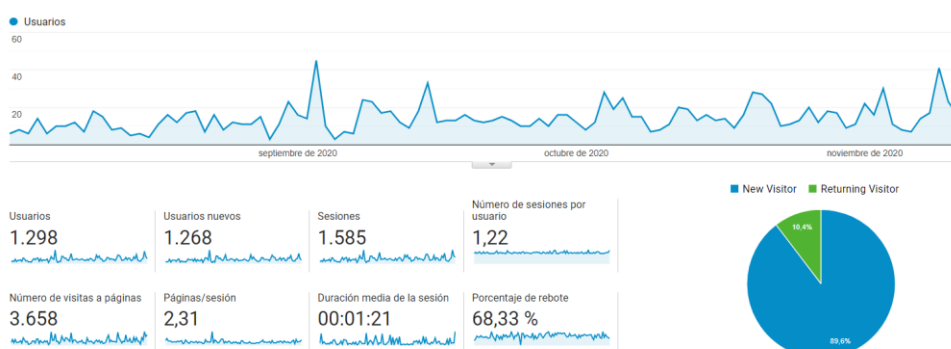 Usuarios
60
40
20
septiembre de 2020
octubre de 2020
noviembre de 2020
New Visitor
Returning Visitor
Usuarios
1.298
Usuarios nuevos
1.268
Sesiones
1.585
Número de sesiones por
usuario
1,22
Número de visitas a páginas
3.658
Páginas/sesión
2,31
Duración media de la sesión
00:01:21
Porcentaje de rebote
68,33 %
10,4%
89,6%